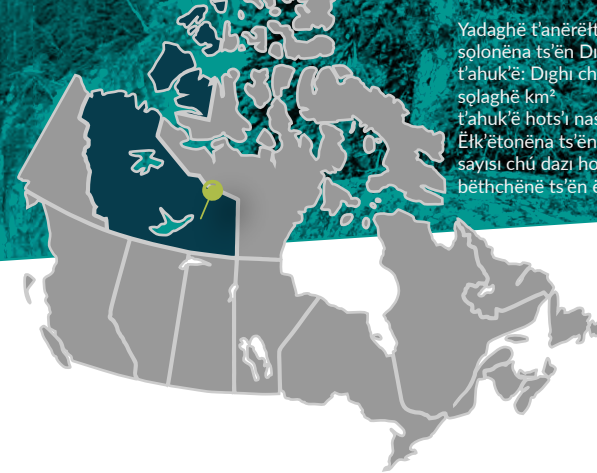 Yadaghë t'anërëłt
sǫlonëna ts'ën Dı
t'ahuk'ë: Dıghı ch
sǫlaghë km²
t'ahuk'ë hots'ı nas
Ëłk'ëtonëna ts'ën
sayısı chú dazı ho
bëthchënë ts'ën ë